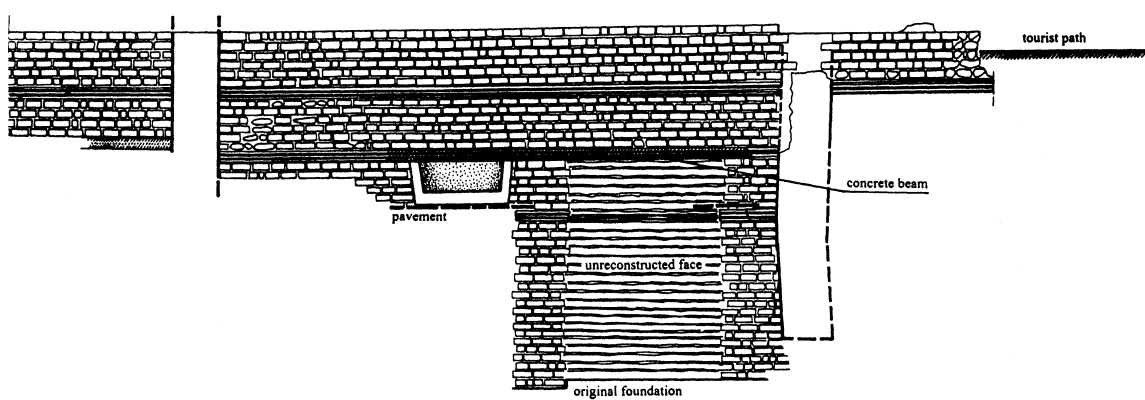 tourist path
concrete beam
pavement
unreconstructed face
original foundation